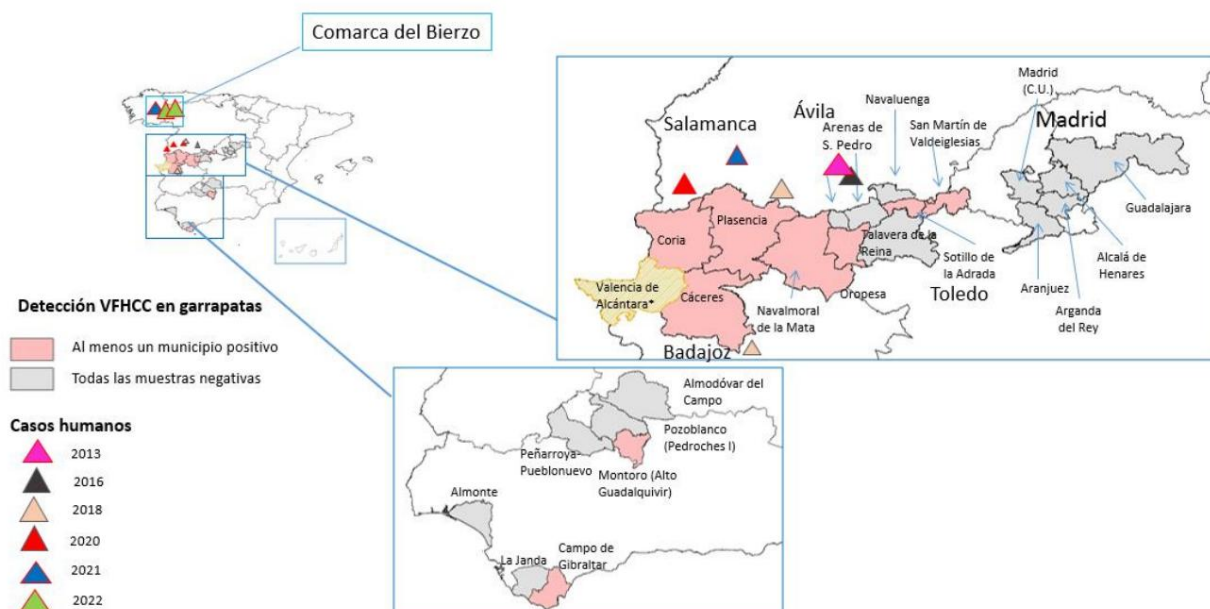 Comarca del Bierzo
Detección VFHCC en garrapatas
Al menos un municipio positivo
Todas las muestras negativas
Casos humanos
2013
2016
2018
2020
2021
2022
Salamanca
Ávila
Arenas de
S. Pedro
Navaluenga
San Martín de
Valdeiglesias
Madrid
(C.U.)
Madrid
Guadalajara
Alcalá de
Henares
Arganda
del Rey
Aranjuez
Sotillo de
la Adrada
Toledo
Talavera de la
Reina
Oropesa
Navalmoral
de la Mata
Plasencia
Coria
Cáceres
Valencia de
Alcántara*
Badajoz
Almodóvar del
Campo
Pozoblanco
(Pedroches I)
Peñarroya-
Pueblonuevo
Montoro (Alto
Guadalquivir)
Almonte
La Janda
Campo de
Gibraltar